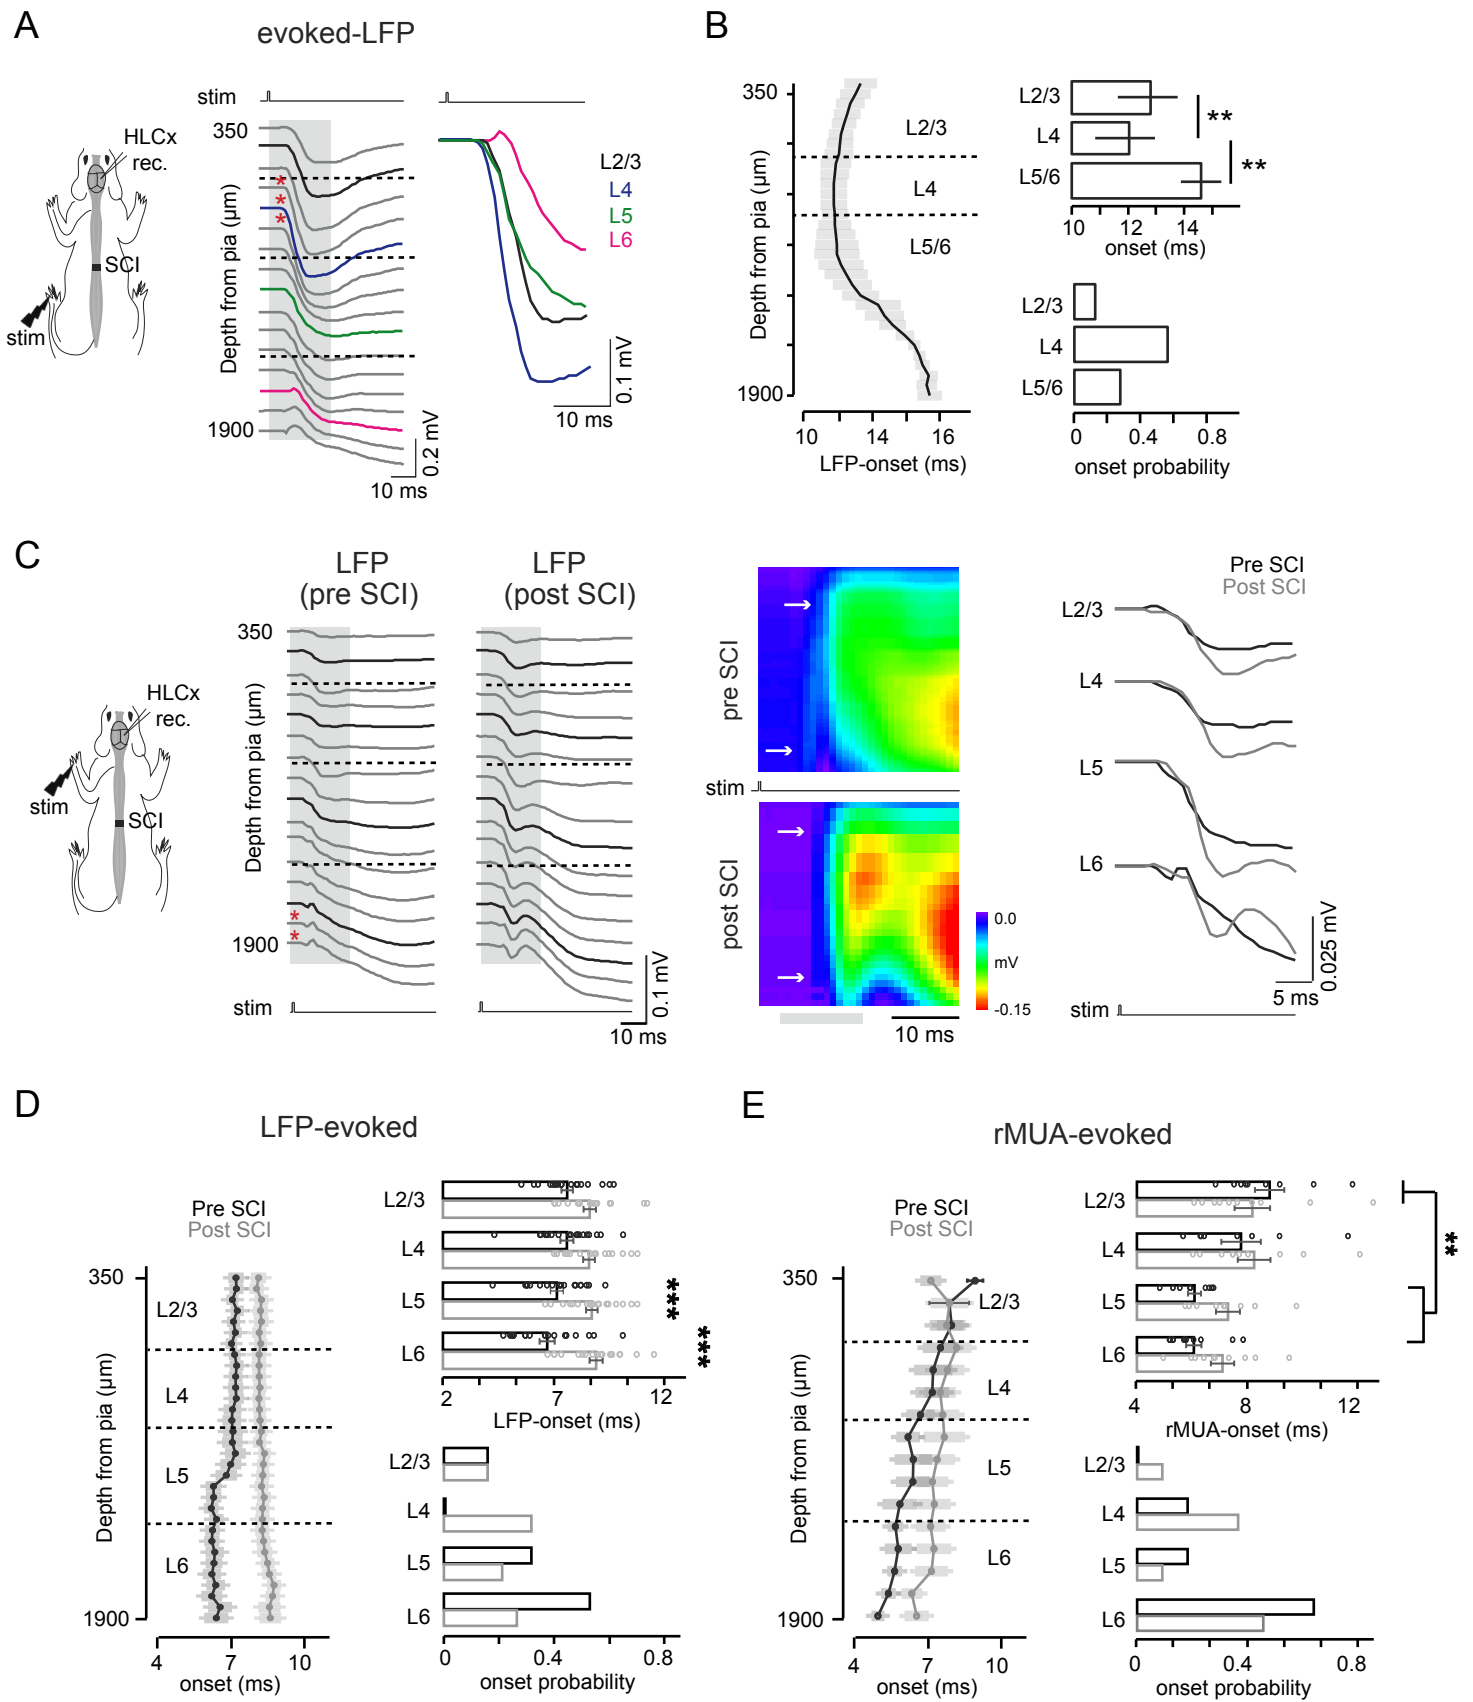 A
evoked-LFP
stim
HLCx
rec.
SCI
stim
350
Depth from pia (µm)
1900
*
*
*
0.2 mV
10 ms
L2/3
L4
L5
L6
0.1 mV
10 ms
B
350
Depth from pia (µm)
1900
L2/3
L4
L5/6
10 12 14 16
LFP-onset (ms)
L2/3
L4
L5/6
**
**
10 12 14
onset (ms)
L2/3
L4
L5/6
0 0.4 0.8
onset probability
C
LFP
(pre SCI)
LFP
(post SCI)
HLCx
rec.
stim
SCI
350
Depth from pia (µm)
1900
*
*
stim
0.1 mV
10 ms
pre SCI
stim
post SCI
0.0
mV
-0.15
10 ms
Pre SCI
Post SCI
L2/3
L4
L5
L6
0.025 mV
5 ms
stim
D
LFP-evoked
Pre SCI
Post SCI
350
Depth from pia (µm)
1900
L2/3
L4
L5
L6
4 7 10
onset (ms)
L2/3
L4
L5
L6
***
***
2 7 12
LFP-onset (ms)
L2/3
L4
L5
L6
0 0.4 0.8
onset probability
E
rMUA-evoked
Pre SCI
Post SCI
350
Depth from pia (µm)
1900
L2/3
L4
L5
L6
4 7 10
onset (ms)
L2/3
L4
L5
L6
**
4 8 12
rMUA-onset (ms)
L2/3
L4
L5
L6
0 0.4 0.8
onset probability